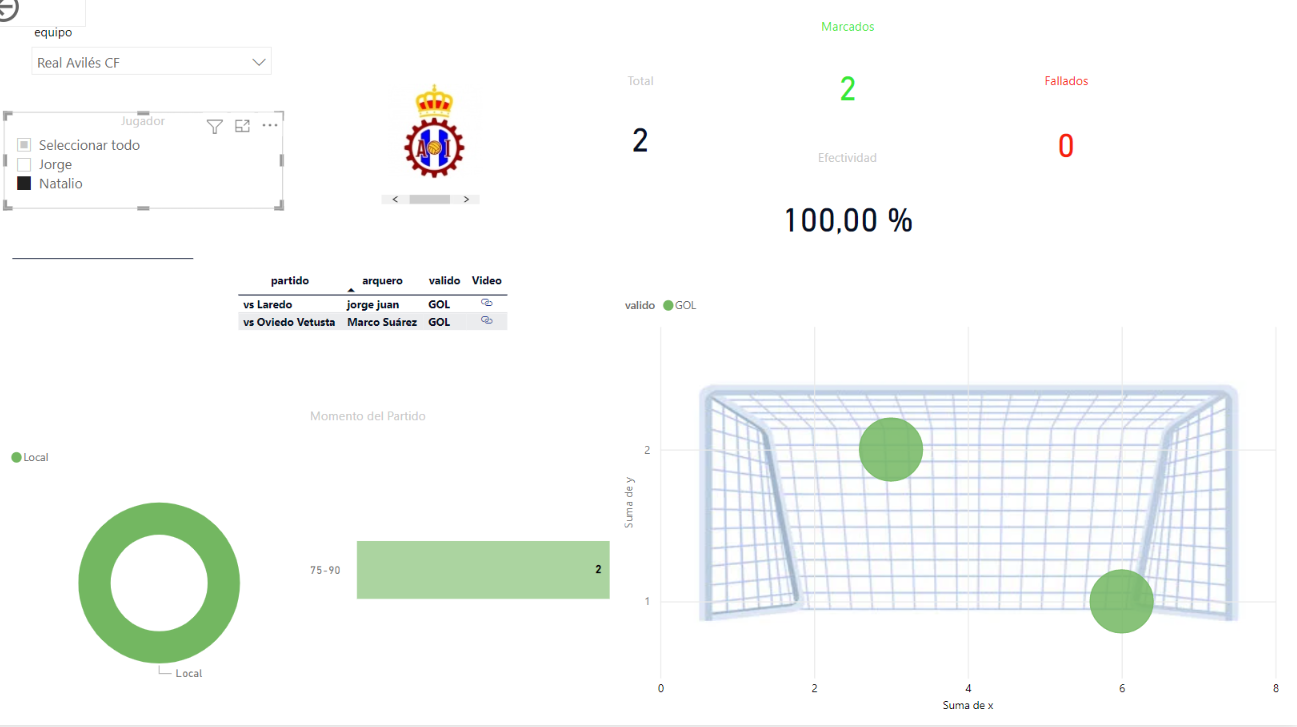 equipo
Real Avilés CF
Jugador
Seleccionar todo
Jorge
Natalio
A I
Total
2
Marcados
2
Efectividad
100,00 %
Fallados
0
partido arquero valido Video
vs Laredo jorge juan GOL
vs Oviedo Vetusta Marco Suárez GOL
Momento del Partido
Local
Local
75-90
2
valido GOL
Suma de y
2
1
0 2 4 6 8
Suma de x